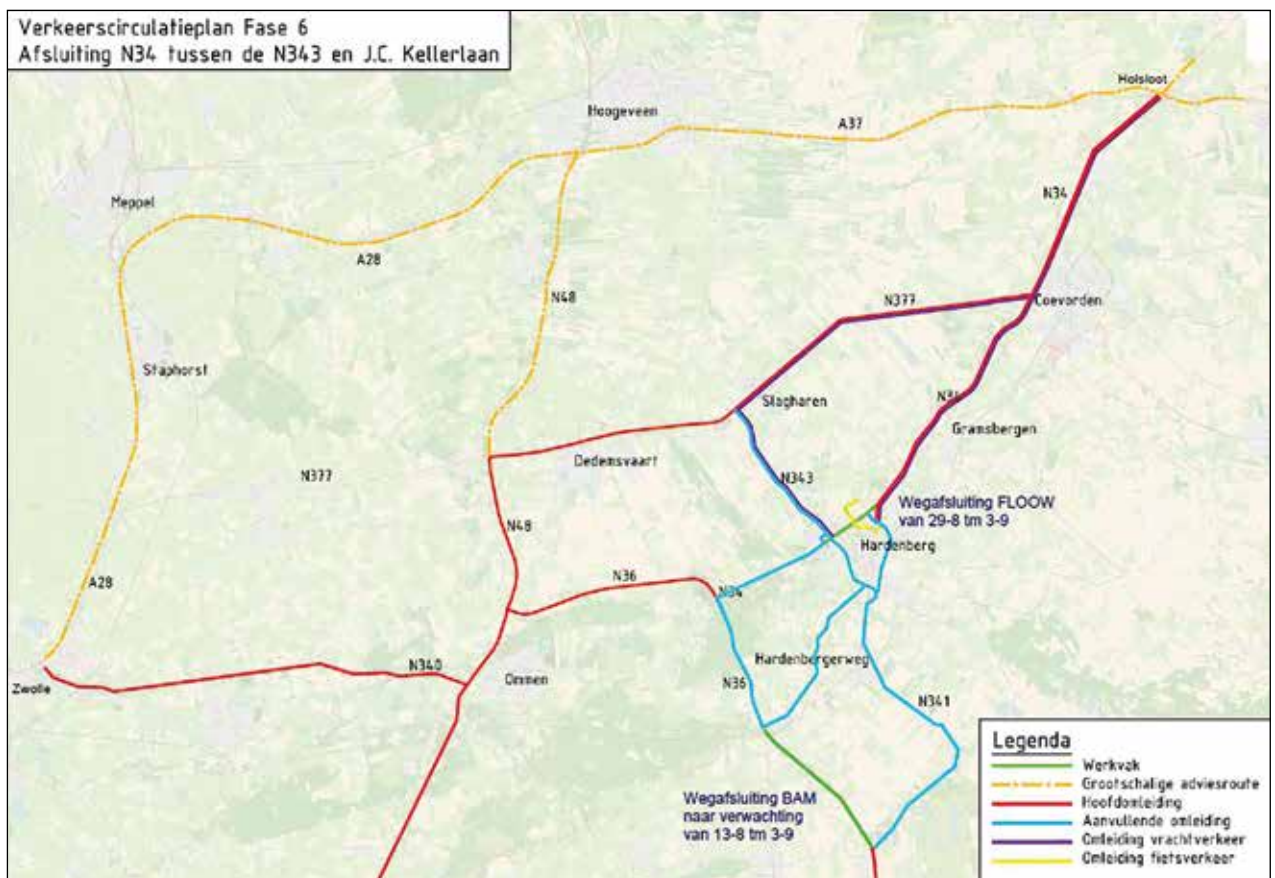 Verkeerscirculatieplan Fase 6
Afsluiting N34 tussen de N343 en J.C. Kellerlaan
Holsloot
Hoogeveen
A37
Meppel
N34
A28
N48
N377
Coevorden
Staphorst
Slagharen
N34
Gramsbergen
Dedemsvaart
N377
N343
Wegafsluiting FLOOW
van 29-8 tm 3-9
N48
Hardenberg
A28
N36
N34
Hardenbergerweg
N340
Ommen
Zwolle
N36
N341
Wegafsluiting BAM
naar verwachting
van 13-8 tm 3-9
Legenda
Werkvak
Grootschalige adviesroute
Hoofdomleiding
Aanvullende omleiding
Omleiding vrachtverkeer
Omleiding fietsverkeer